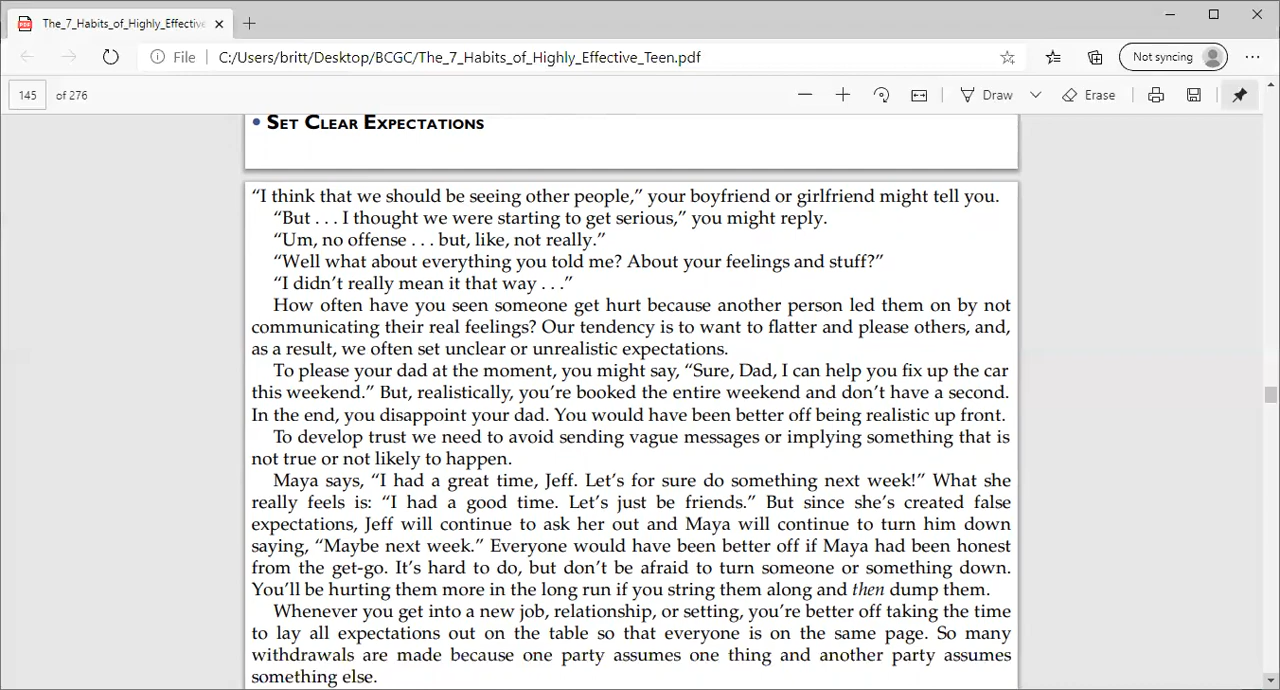 The_7_Habits_of_Highly_Effective
File
C:/Users/britt/Desktop/BCGC/The_7_Habits_of_Highly_Effective_Teen.pdf
Not syncing
145 of 276
Draw
Erase
• SET CLEAR EXPECTATIONS
“I think that we should be seeing other people,” your boyfriend or girlfriend might tell you.
“But . . . I thought we were starting to get serious,” you might reply.
“Um, no offense . . . but, like, not really.”
“Well what about everything you told me? About your feelings and stuff?”
“I didn’t really mean it that way . . .”
How often have you seen someone get hurt because another person led them on by not
communicating their real feelings? Our tendency is to want to flatter and please others, and,
as a result, we often set unclear or unrealistic expectations.
To please your dad at the moment, you might say, “Sure, Dad, I can help you fix up the car
this weekend.” But, realistically, you’re booked the entire weekend and don’t have a second.
In the end, you disappoint your dad. You would have been better off being realistic up front.
To develop trust we need to avoid sending vague messages or implying something that is
not true or not likely to happen.
Maya says, “I had a great time, Jeff. Let’s for sure do something next week!” What she
really feels is: “I had a good time. Let’s just be friends.” But since she’s created false
expectations, Jeff will continue to ask her out and Maya will continue to turn him down
saying, “Maybe next week.” Everyone would have been better off if Maya had been honest
from the get-go. It’s hard to do, but don’t be afraid to turn someone or something down.
You’ll be hurting them more in the long run if you string them along and then dump them.
Whenever you get into a new job, relationship, or setting, you’re better off taking the time
to lay all expectations out on the table so that everyone is on the same page. So many
withdrawals are made because one party assumes one thing and another party assumes
something else.